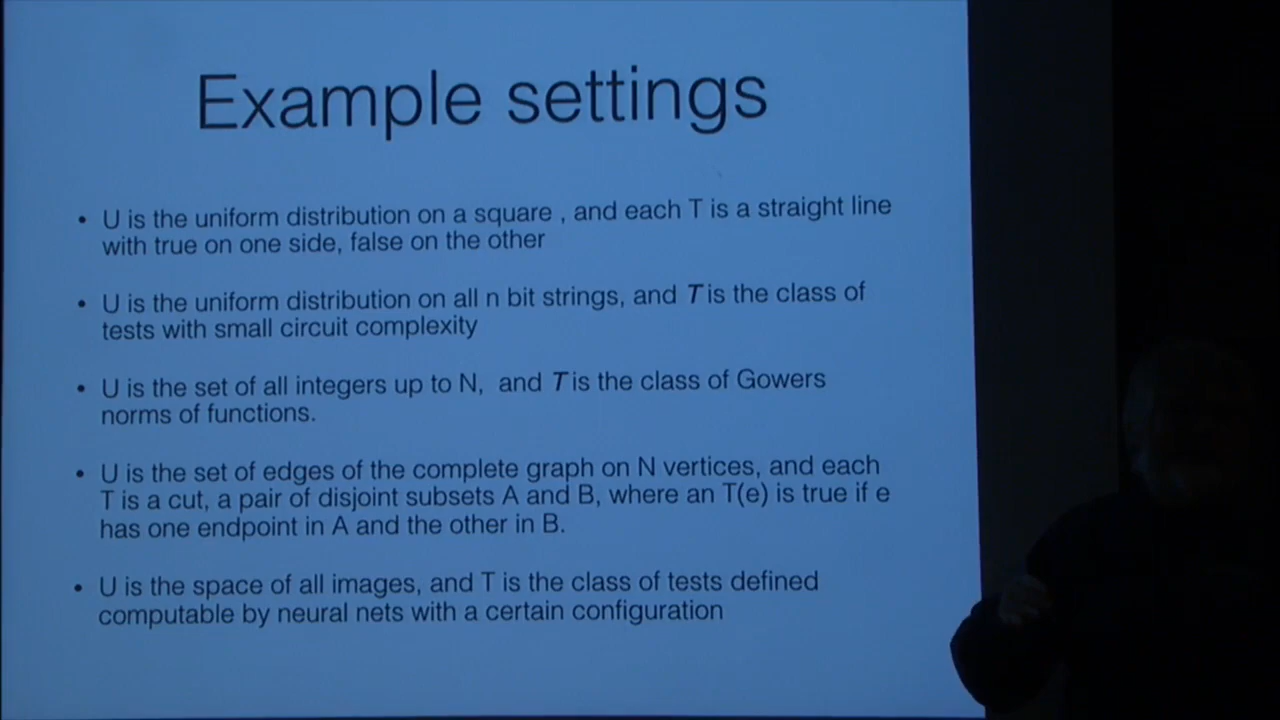 Example settings
• U is the uniform distribution on a square , and each T is a straight line
with true on one side, false on the other
• U is the uniform distribution on all n bit strings, and T is the class of
tests with small circuit complexity
• U is the set of all integers up to N, and T is the class of Gowers
norms of functions.
• U is the set of edges of the complete graph on N vertices, and each
T is a cut, a pair of disjoint subsets A and B, where an T(e) is true if e
has one endpoint in A and the other in B.
• U is the space of all images, and T is the class of tests defined
computable by neural nets with a certain configuration